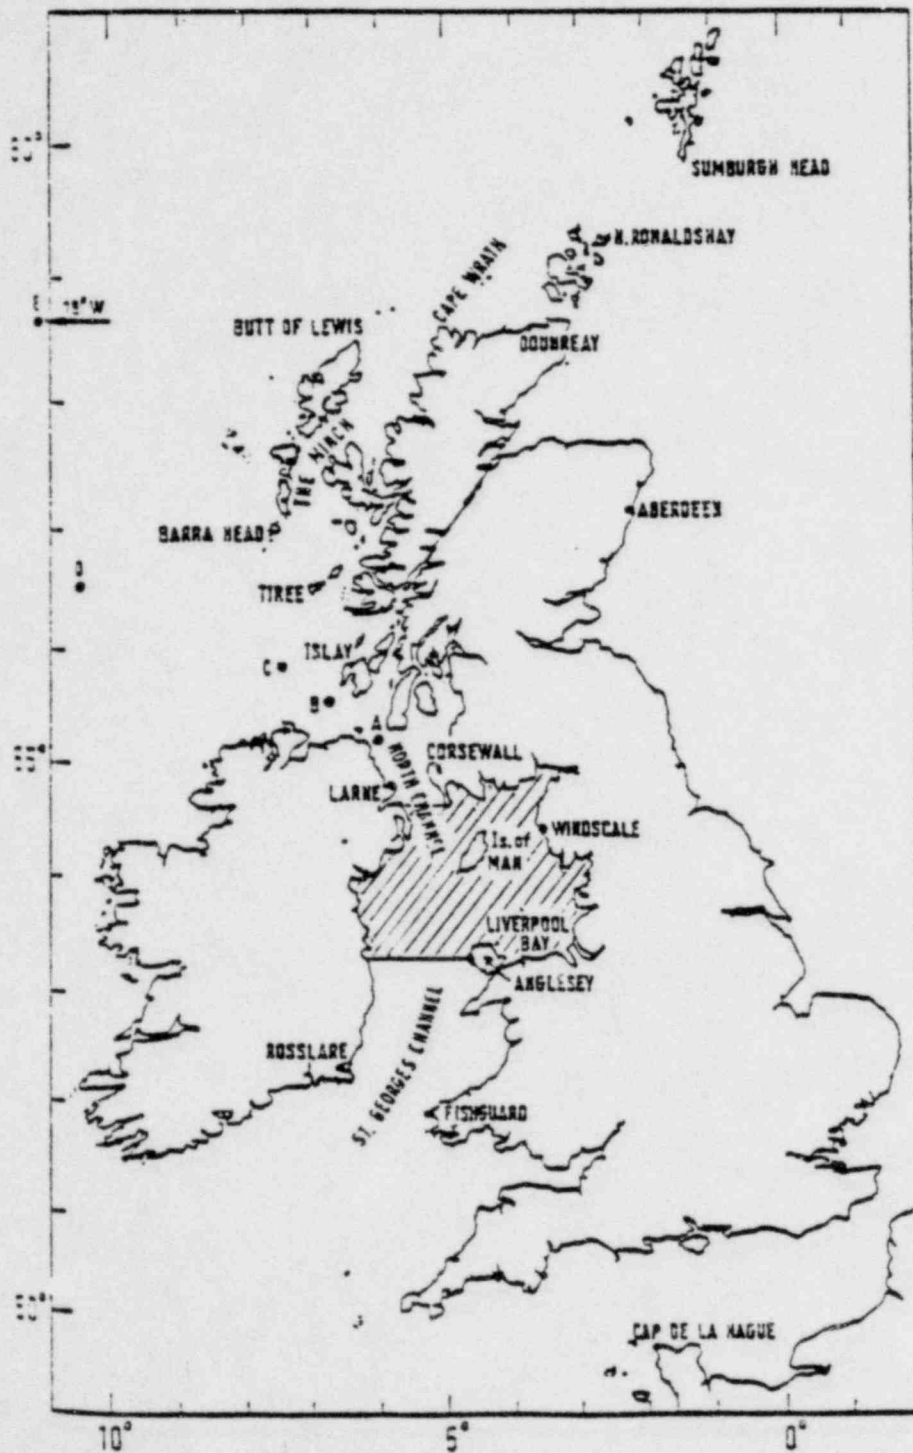 SUMBURGH HEAD
N. RONALDSHAY
CAPE WRATH
BUTT OF LEWIS
DOUNREAY
THE MINCH
ABERDEEN
BARRA HEAD
D
TIREE
ISLAY
C
B
A
NORTH CHANNEL
CORSEWALL
LARNE
WINDSCALE
Is. of
MAN
LIVERPOOL
BAY
ANGLESEY
ST. GEORGES CHANNEL
ROSSLARE
FISHGUARD
CAP DE LA HAGUE
10°
5°
0°